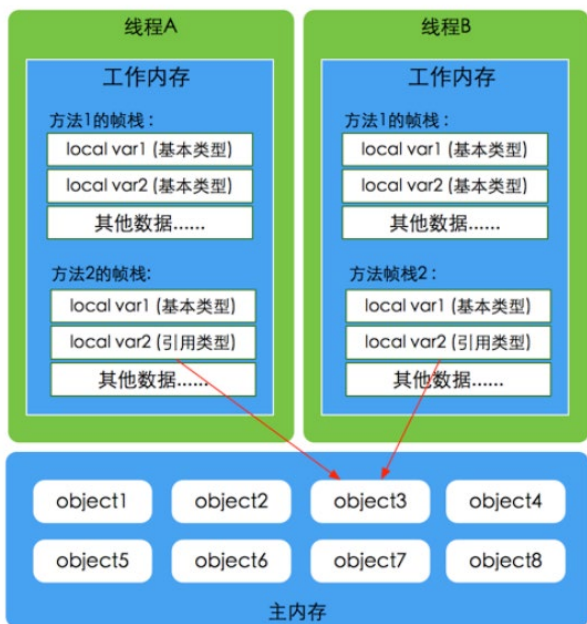 线程A
工作内存
方法1的帧栈：
local var1 (基本类型)
local var2 (基本类型)
其他数据......
方法2的帧栈:
local var1 (基本类型)
local var2 (引用类型)
其他数据......
线程B
工作内存
方法1的帧栈：
local var1 (基本类型)
local var2 (基本类型)
其他数据......
方法帧栈2：
local var1 (基本类型)
local var2 (引用类型)
其他数据......
object1 object2 object3 object4
object5 object6 object7 object8
主内存